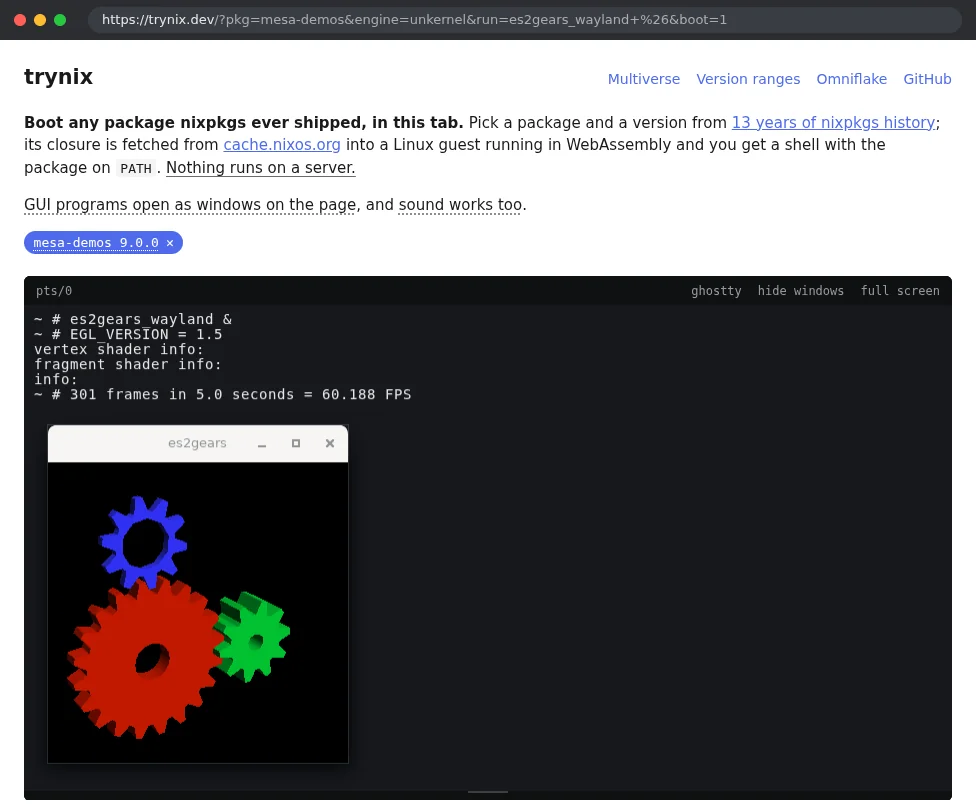 https://trynix.dev/?pkg=mesa-demos&engine=unkernel&run=es2gears_wayland+%26&boot=1
trynix
Multiverse Version ranges Omniflake GitHub
Boot any package nixpkgs ever shipped, in this tab. Pick a package and a version from 13 years of nixpkgs history;
its closure is fetched from cache.nixos.org into a Linux guest running in WebAssembly and you get a shell with the
package on PATH. Nothing runs on a server.
GUI programs open as windows on the page, and sound works too.
mesa-demos 9.0.0 ×
pts/0 ghostty hide windows full screen
~ # es2gears_wayland &
~ # EGL_VERSION = 1.5
vertex shader info:
fragment shader info:
info:
~ # 301 frames in 5.0 seconds = 60.188 FPS
es2gears